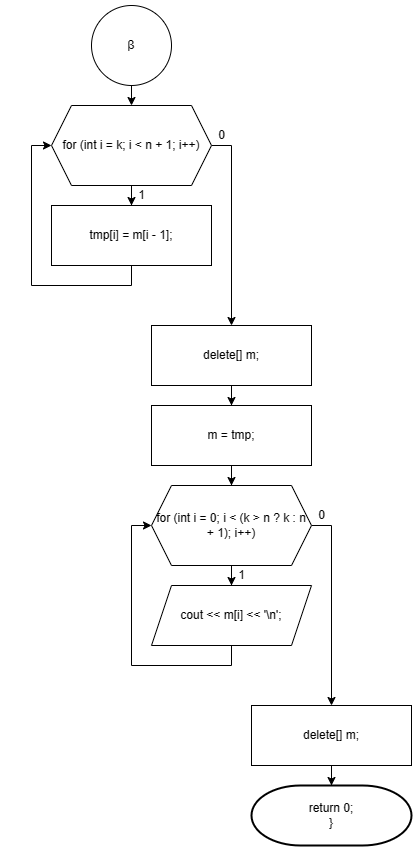 β
for (int i = k; i < n + 1; i++)
0
1
tmp[i] = m[i - 1];
delete[] m;
m = tmp;
for (int i = 0; i < (k > n ? k : n
+ 1); i++)
0
1
cout << m[i] << '\n';
delete[] m;
return 0;
}